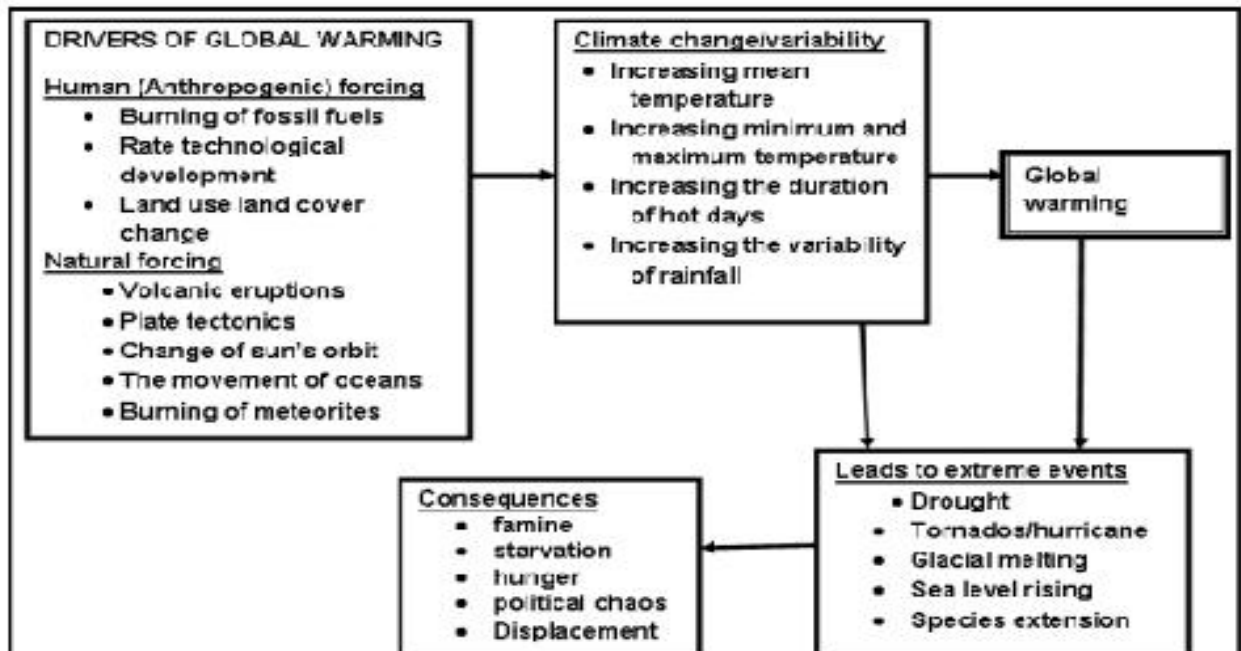 DRIVERS OF GLOBAL WARMING
Human (Anthropogenic) forcing
• Burning of fossil fuels
• Rate technological
development
• Land use land cover
change
Natural forcing
• Volcanic eruptions
• Plate tectonics
• Change of sun's orbit
• The movement of oceans
• Burning of meteorites
Climate change/variability
• Increasing mean
temperature
• Increasing minimum and
maximum temperature
• Increasing the duration
of hot days
• Increasing the variability
of rainfall
Global
warming
Leads to extreme events
• Drought
• Tornados/hurricane
• Glacial melting
• Sea level rising
• Species extension
Consequences
• famine
• starvation
• hunger
• political chaos
• Displacement